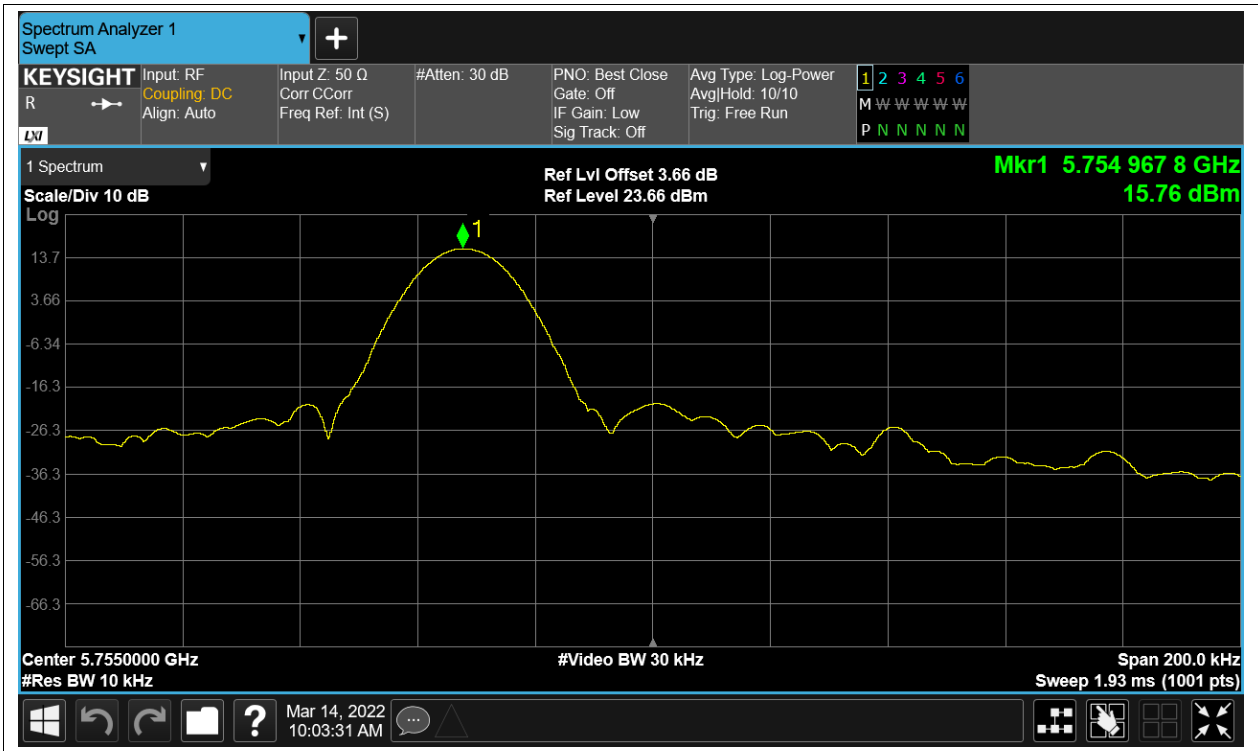 Spectrum Analyzer 1
Swept SA
KEYSIGHT
R
LXI
Input: RF
Coupling: DC
Align: Auto
Input Z: 50 Ω
Corr CCorr
Freq Ref: Int (S)
#Atten: 30 dB
PNO: Best Close
Gate: Off
IF Gain: Low
Sig Track: Off
Avg Type: Log-Power
Avg|Hold: 10/10
Trig: Free Run
1 2 3 4 5 6
M W W W W W
P N N N N N
1 Spectrum
Scale/Div 10 dB
Ref Lvl Offset 3.66 dB
Ref Level 23.66 dBm
Mkr1 5.754 967 8 GHz
15.76 dBm
Log
1
13.7
3.66
-6.34
-16.3
-26.3
-36.3
-46.3
-56.3
-66.3
Center 5.7550000 GHz
#Video BW 30 kHz
Span 200.0 kHz
#Res BW 10 kHz
Sweep 1.93 ms (1001 pts)
?
Mar 14, 2022
10:03:31 AM